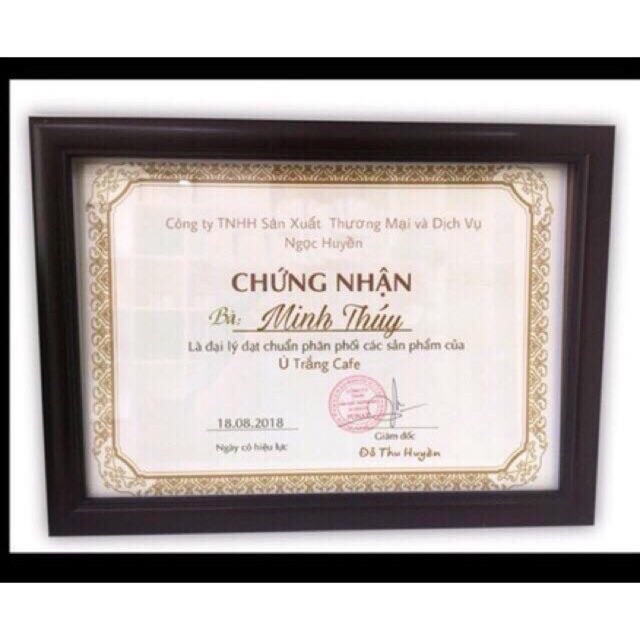 Công ty TNHH Sản Xuất Thương Mại và Dịch Vụ
Ngọc Huyền
CHỨNG NHẬN
Bà: Minh Thúy
Là đại lý đạt chuẩn phân phối các sản phẩm của
Ủ Trắng Cafe
18.08.2018
Ngày có hiệu lực
Giám đốc
Đỗ Thu Huyền